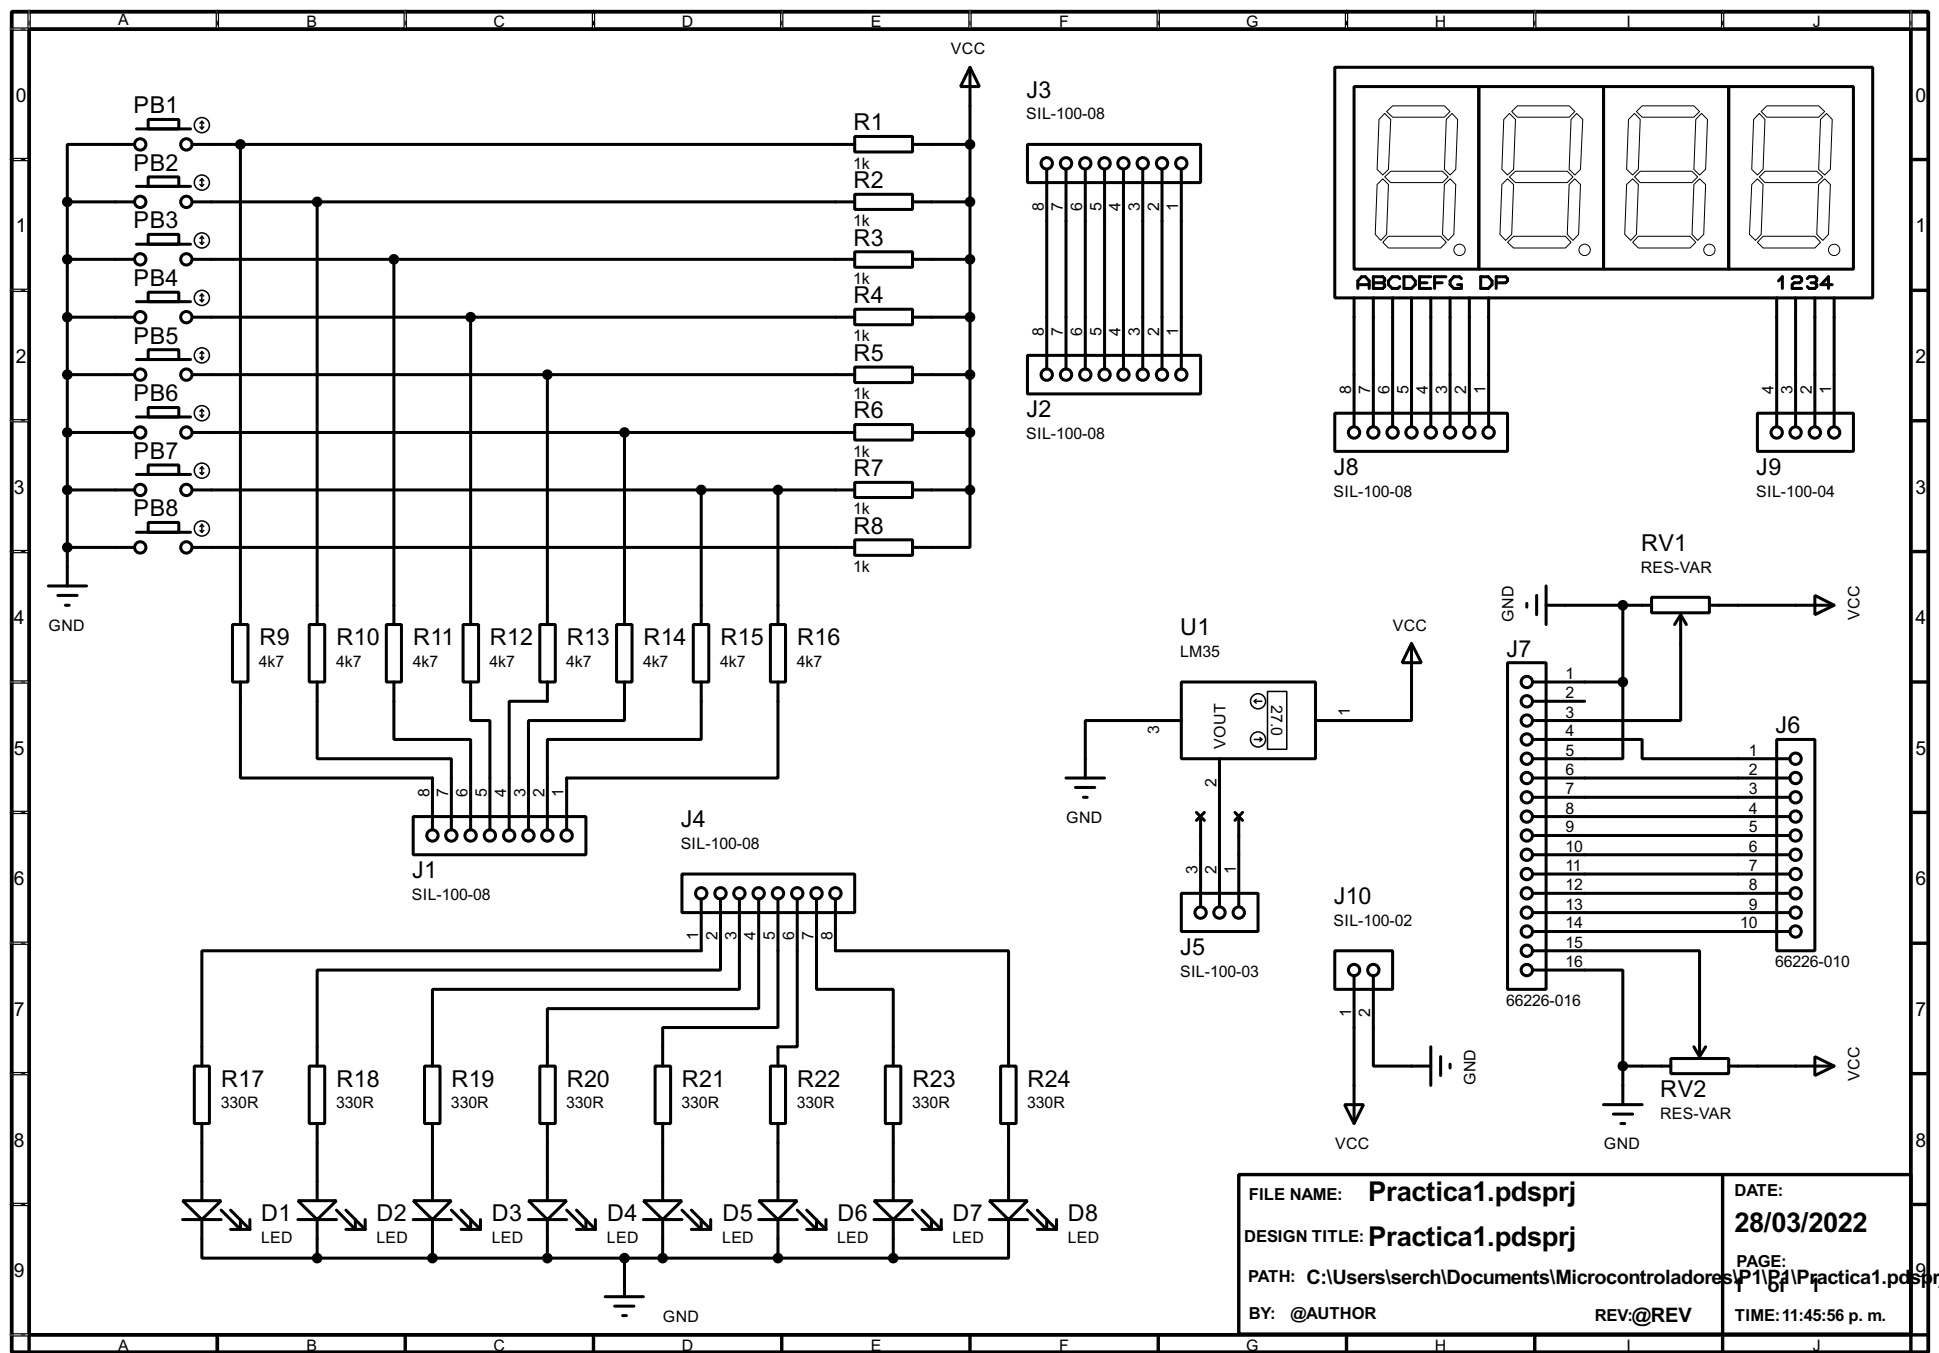 A B C D E F G H I J
0 1 2 3 4 5 6 7 8 9
VCC
PB1
PB2
PB3
PB4
PB5
PB6
PB7
PB8
GND
R1
1k
R2
1k
R3
1k
R4
1k
R5
1k
R6
1k
R7
1k
R8
1k
R9 R10 R11 R12 R13 R14 R15 R16
4k7 4k7 4k7 4k7 4k7 4k7 4k7 4k7
8 7 6 5 4 3 2 1
J1
SIL-100-08
J3
SIL-100-08
8 7 6 5 4 3 2 1
8 7 6 5 4 3 2 1
J2
SIL-100-08
ABCDEFG DP
1234
8 7 6 5 4 3 2 1
4 3 2 1
J8
SIL-100-08
J9
SIL-100-04
J4
SIL-100-08
1 2 3 4 5 6 7 8
R17 R18 R19 R20 R21 R22 R23 R24
330R 330R 330R 330R 330R 330R 330R 330R
D1 D2 D3 D4 D5 D6 D7 D8
LED LED LED LED LED LED LED LED
GND
U1
LM35
VCC
27.0
VOUT
3
1
2
GND
3 2 1
J5
SIL-100-03
J10
SIL-100-02
1 2
GND
VCC
RV1
RES-VAR
GND
VCC
J7
1
2
3
4
5
6
7
8
9
10
11
12
13
14
15
16
66226-016
J6
1
2
3
4
5
6
7
8
9
10
66226-010
RV2
RES-VAR
VCC
GND
FILE NAME: Practica1.pdsprj
DESIGN TITLE: Practica1.pdsprj
PATH: C:\Users\serch\Documents\Microcontroladores\P1\P1\Practica1.pdsprj
BY: @AUTHOR
REV:@REV
DATE:
28/03/2022
PAGE:
1 of 1
TIME: 11:45:56 p. m.
0 1 2 3 4 5 6 7 8 9
A B C D E F G H I J